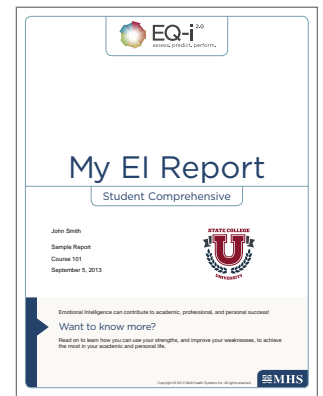 EQ-i 2.0
assess. predict. perform.
My EI Report
Student Comprehensive
John Smith
Sample Report
Course 101
September 5, 2013
STATE COLLEGE
U
UNIVERSITY
Emotional Intelligence can contribute to academic, professional, and personal success!
Want to know more?
Read on to learn how you can use your strengths, and improve your weaknesses, to achieve
the most in your academic and personal life.
Copyright © 2013 Multi-Health Systems Inc. All rights reserved.
MHS